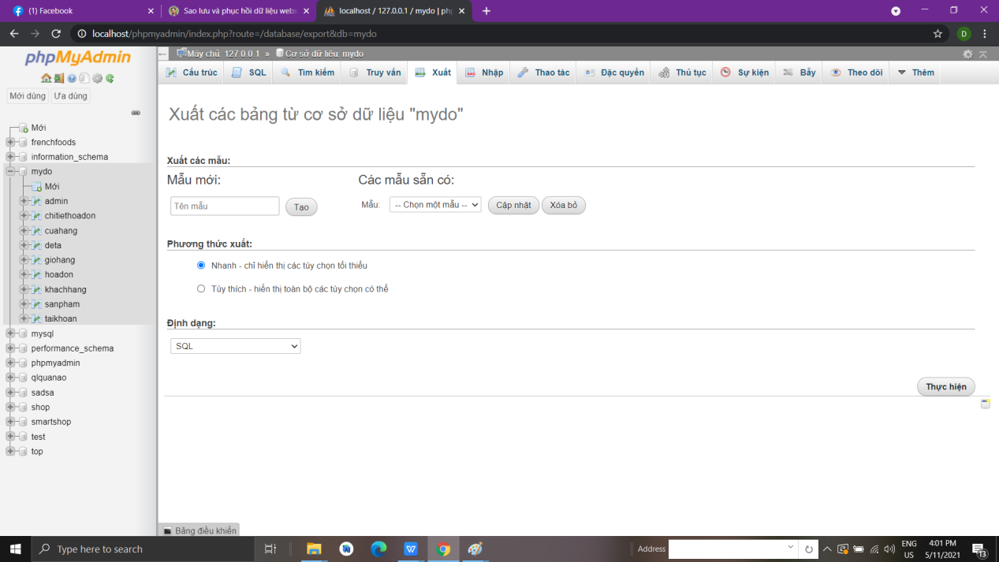 (1) Facebook
Sao lưu và phục hồi dữ liệu webs
localhost / 127.0.0.1 / mydo | php
localhost/phpmyadmin/index.php?route=/database/export&db=mydo
D
phpMyAdmin
Mới dùng Ưa dùng
Mới
frenchfoods
information_schema
mydo
Mới
admin
chitiethoadon
cuahang
deta
giohang
hoadon
khachhang
sanpham
taikhoan
mysql
performance_schema
phpmyadmin
qlquanao
sadsa
shop
smartshop
test
top
Máy chủ: 127.0.0.1 » Cơ sở dữ liệu: mydo
Cấu trúc SQL Tìm kiếm Truy vấn Xuất Nhập Thao tác Đặc quyền Thủ tục Sự kiện Bẫy Theo dõi Thêm
Xuất các bảng từ cơ sở dữ liệu "mydo"
Xuất các mẫu:
Mẫu mới: Các mẫu sẵn có:
Tên mẫu Tạo Mẫu: -- Chọn một mẫu -- Cập nhật Xóa bỏ
Phương thức xuất:
Nhanh - chỉ hiển thị các tùy chọn tối thiểu
Tùy thích - hiển thị toàn bộ các tùy chọn có thể
Định dạng:
SQL
Thực hiện
Bảng điều khiển
Type here to search
Address
ENG
US
4:01 PM
5/11/2021
13